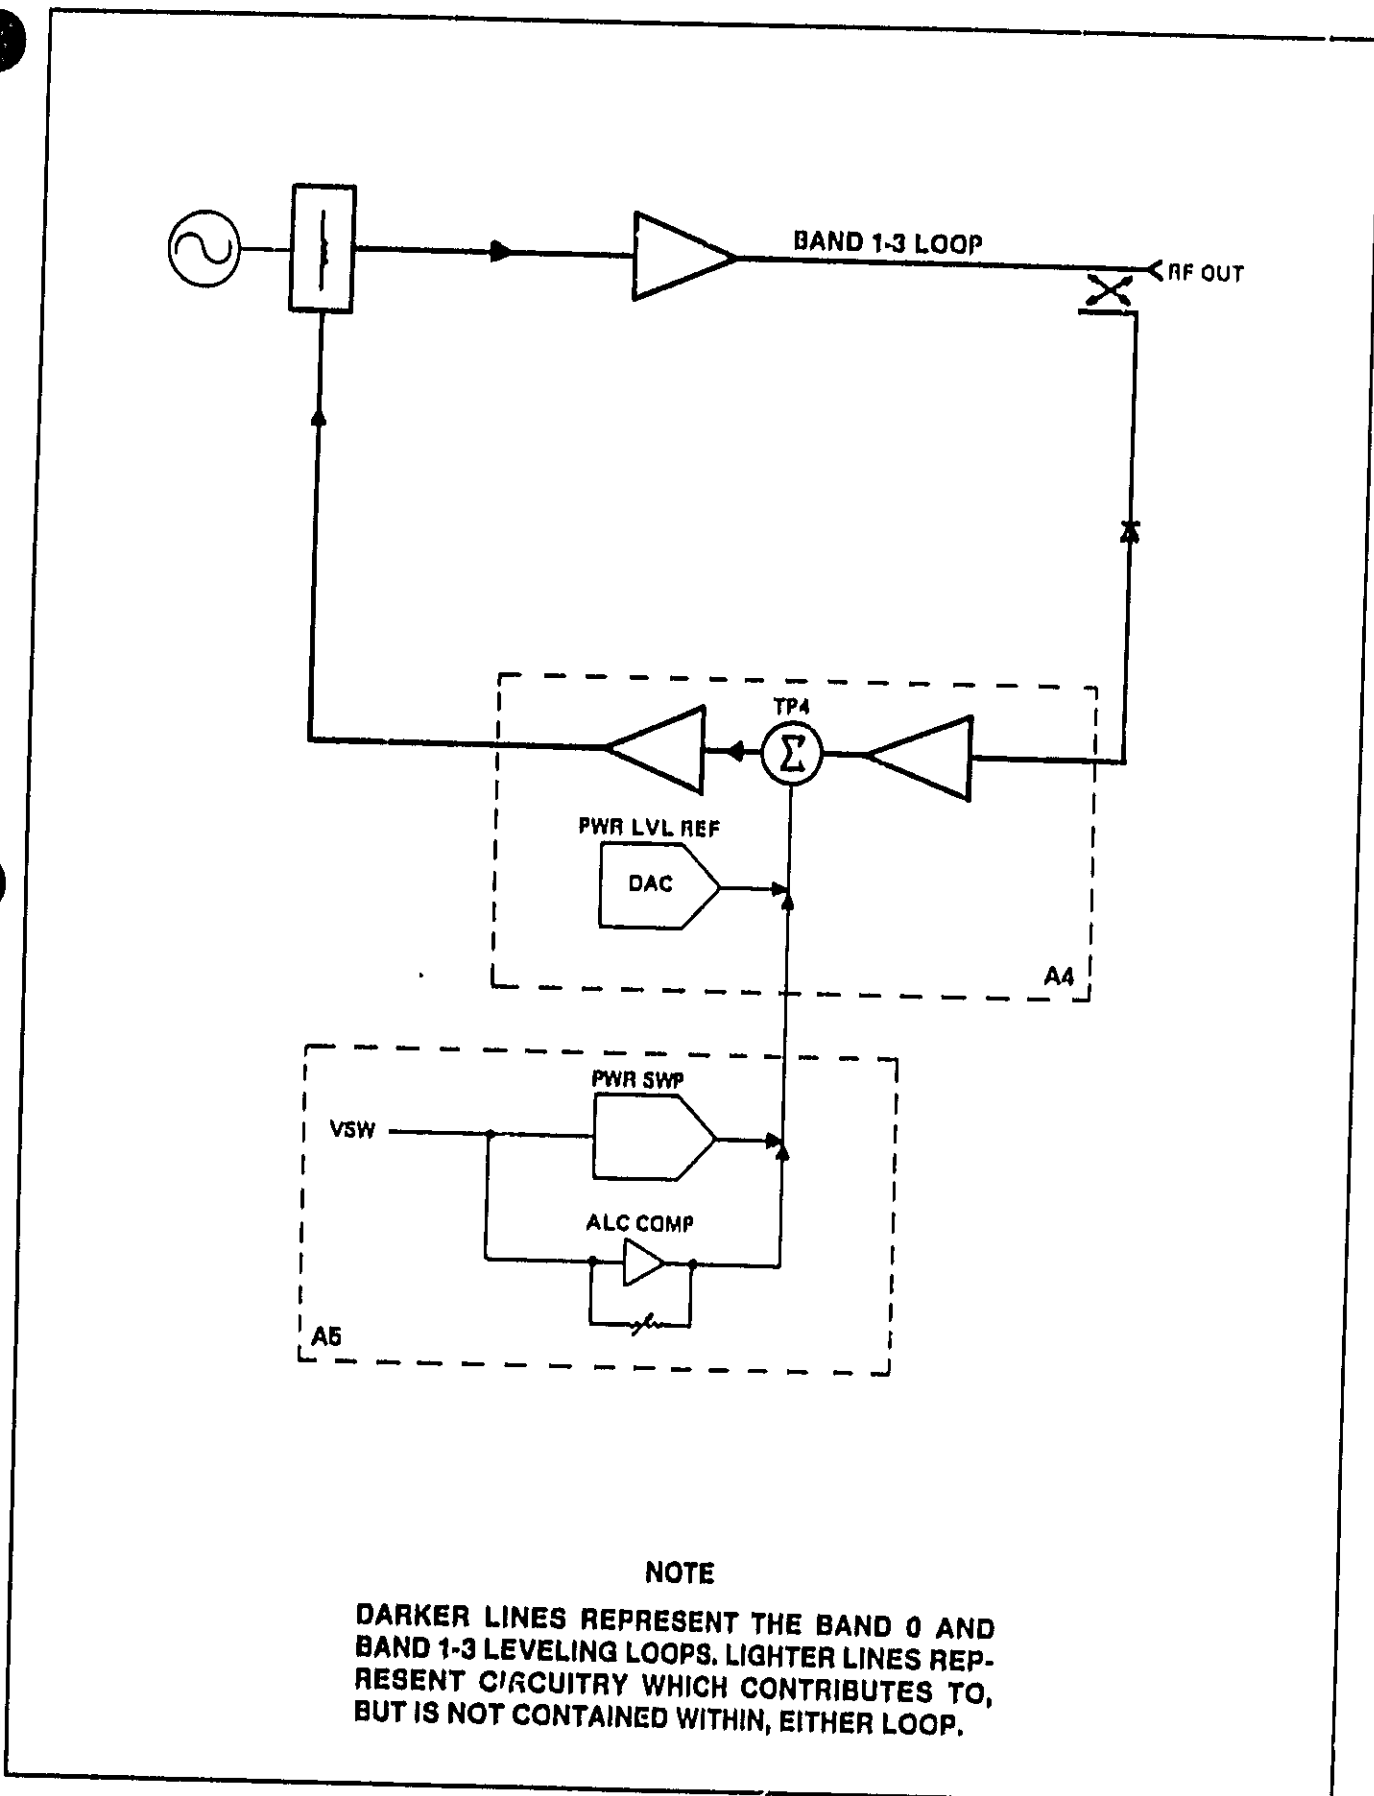 BAND 1-3 LOOP
RF OUT
TP4
Σ
PWR LVL REF
DAC
A4
PWR SWP
VSW
ALC COMP
A5
NOTE
DARKER LINES REPRESENT THE BAND 0 AND
BAND 1-3 LEVELING LOOPS. LIGHTER LINES REP-
RESENT CIRCUITRY WHICH CONTRIBUTES TO,
BUT IS NOT CONTAINED WITHIN, EITHER LOOP.